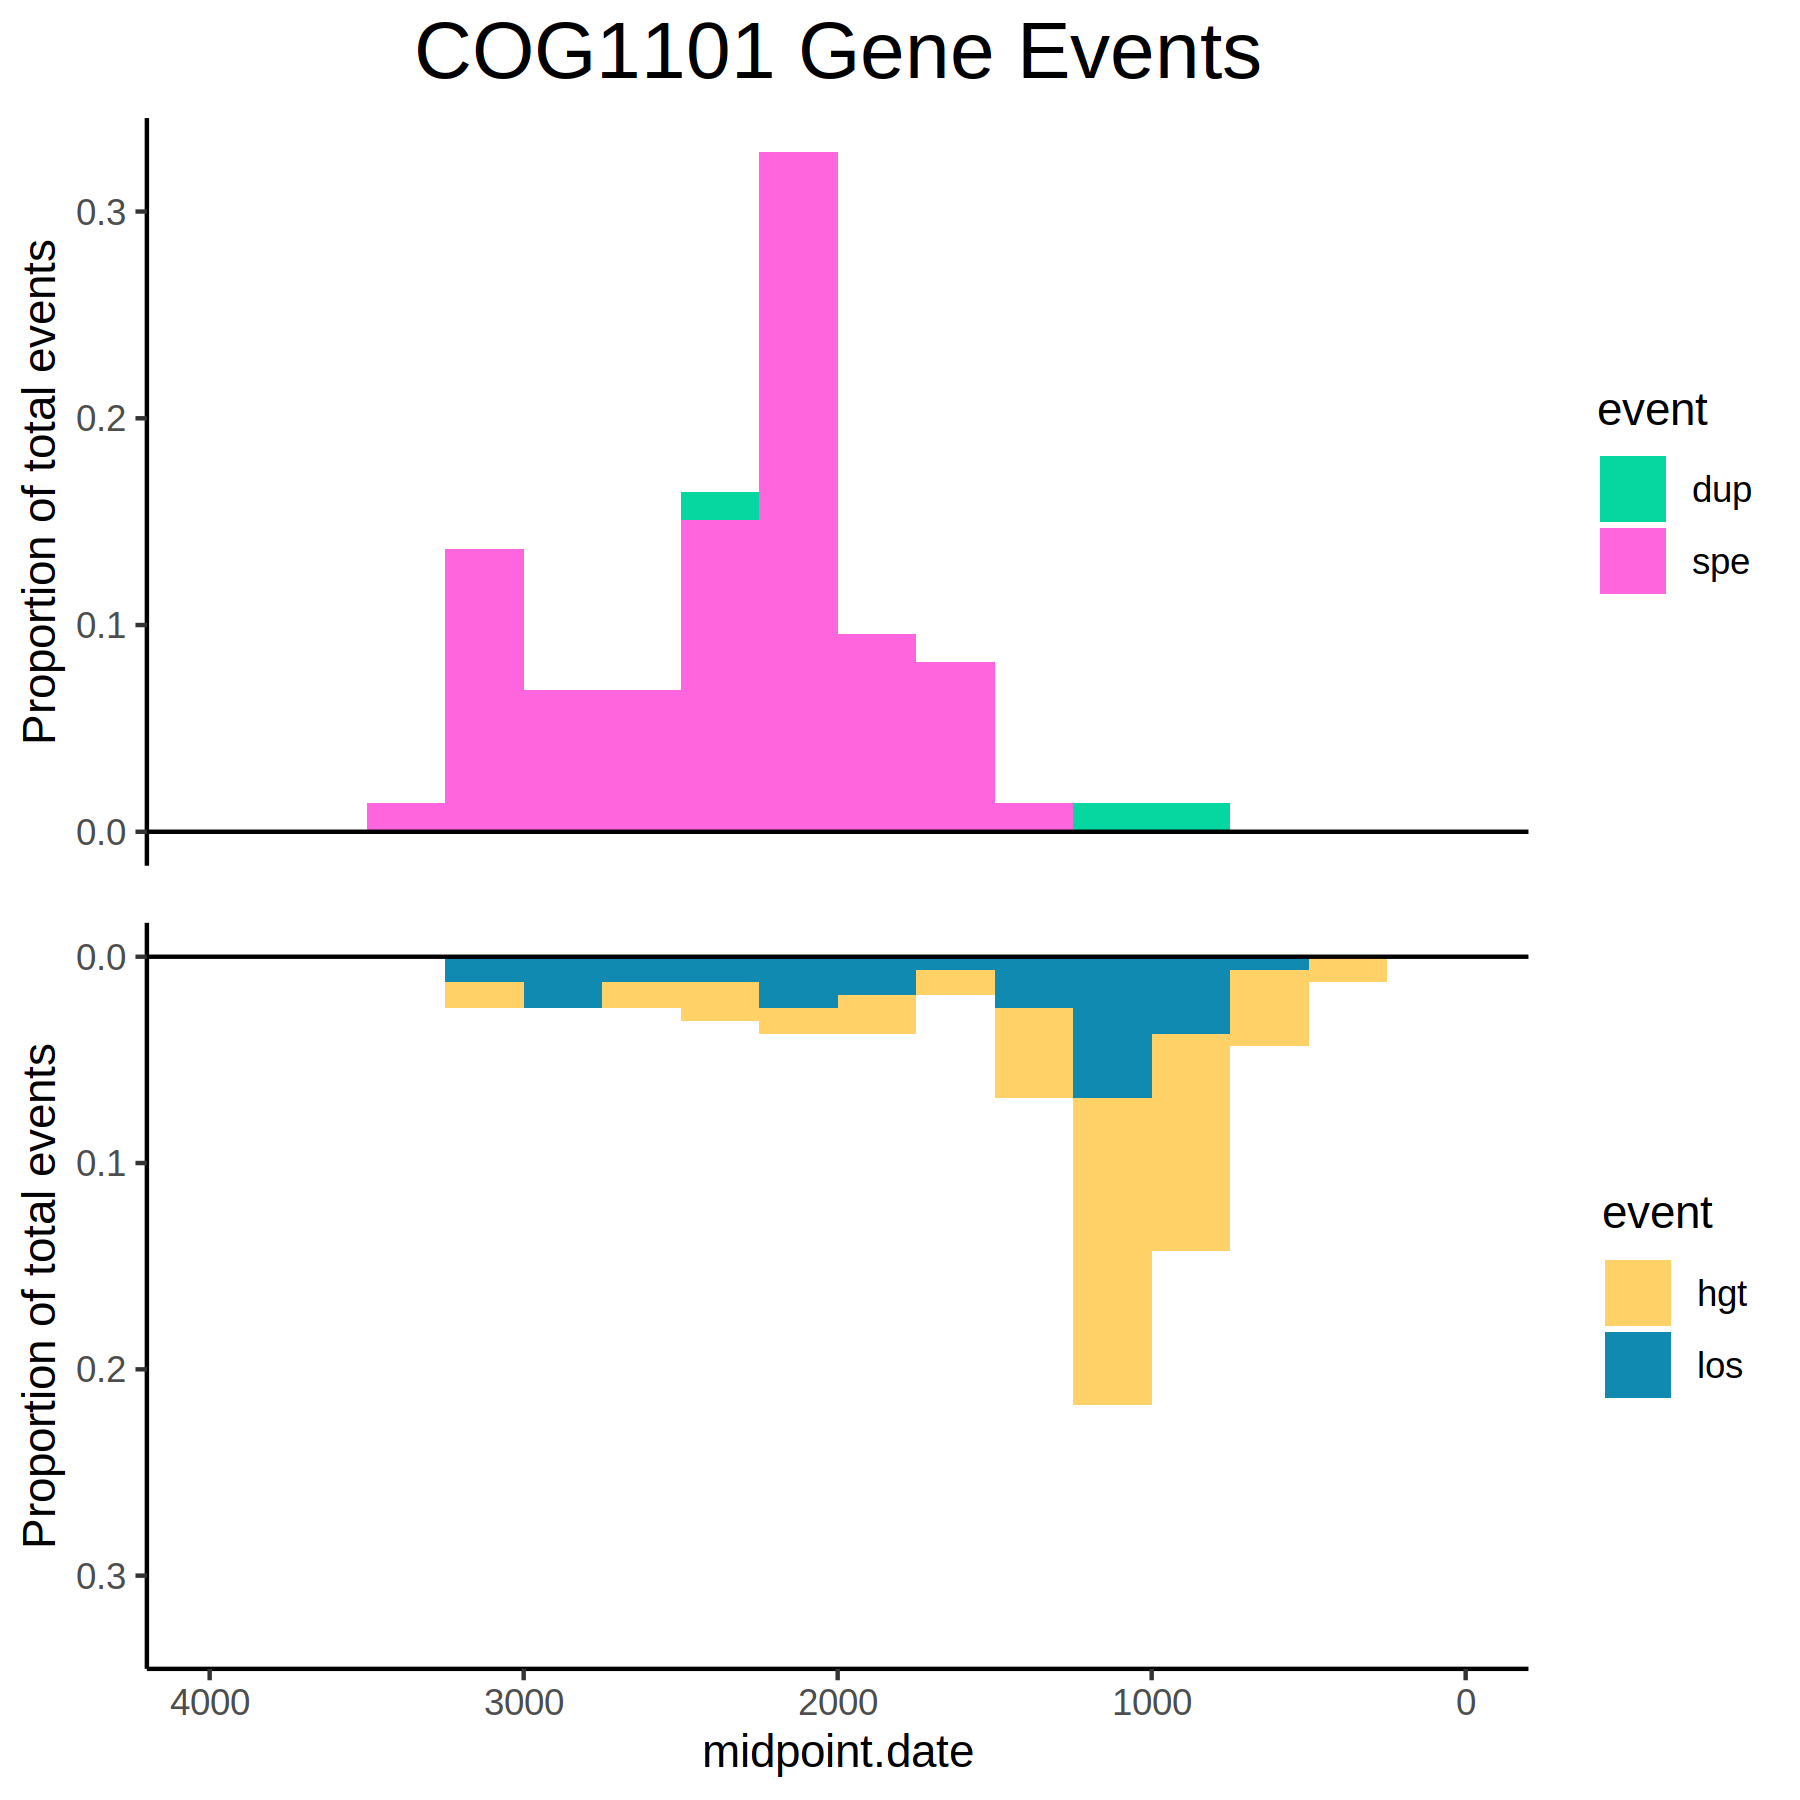 COG1101 Gene Events
Proportion of total events
0.3
0.2
0.1
0.0
event
dup
spe
Proportion of total events
0.0
0.1
0.2
0.3
event
hgt
los
4000 3000 2000 1000 0
midpoint.date